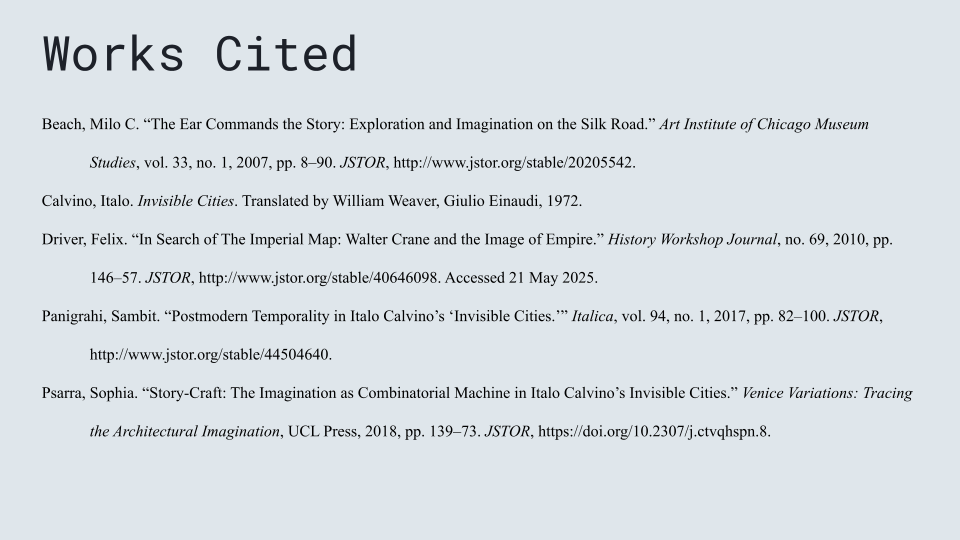 Works Cited
Beach, Milo C. “The Ear Commands the Story: Exploration and Imagination on the Silk Road.” Art Institute of Chicago Museum
Studies, vol. 33, no. 1, 2007, pp. 8–90. JSTOR, http://www.jstor.org/stable/20205542.
Calvino, Italo. Invisible Cities. Translated by William Weaver, Giulio Einaudi, 1972.
Driver, Felix. “In Search of The Imperial Map: Walter Crane and the Image of Empire.” History Workshop Journal, no. 69, 2010, pp.
146–57. JSTOR, http://www.jstor.org/stable/40646098. Accessed 21 May 2025.
Panigrahi, Sambit. “Postmodern Temporality in Italo Calvino’s ‘Invisible Cities.’” Italica, vol. 94, no. 1, 2017, pp. 82–100. JSTOR,
http://www.jstor.org/stable/44504640.
Psarra, Sophia. “Story-Craft: The Imagination as Combinatorial Machine in Italo Calvino’s Invisible Cities.” Venice Variations: Tracing
the Architectural Imagination, UCL Press, 2018, pp. 139–73. JSTOR, https://doi.org/10.2307/j.ctvqhspn.8.